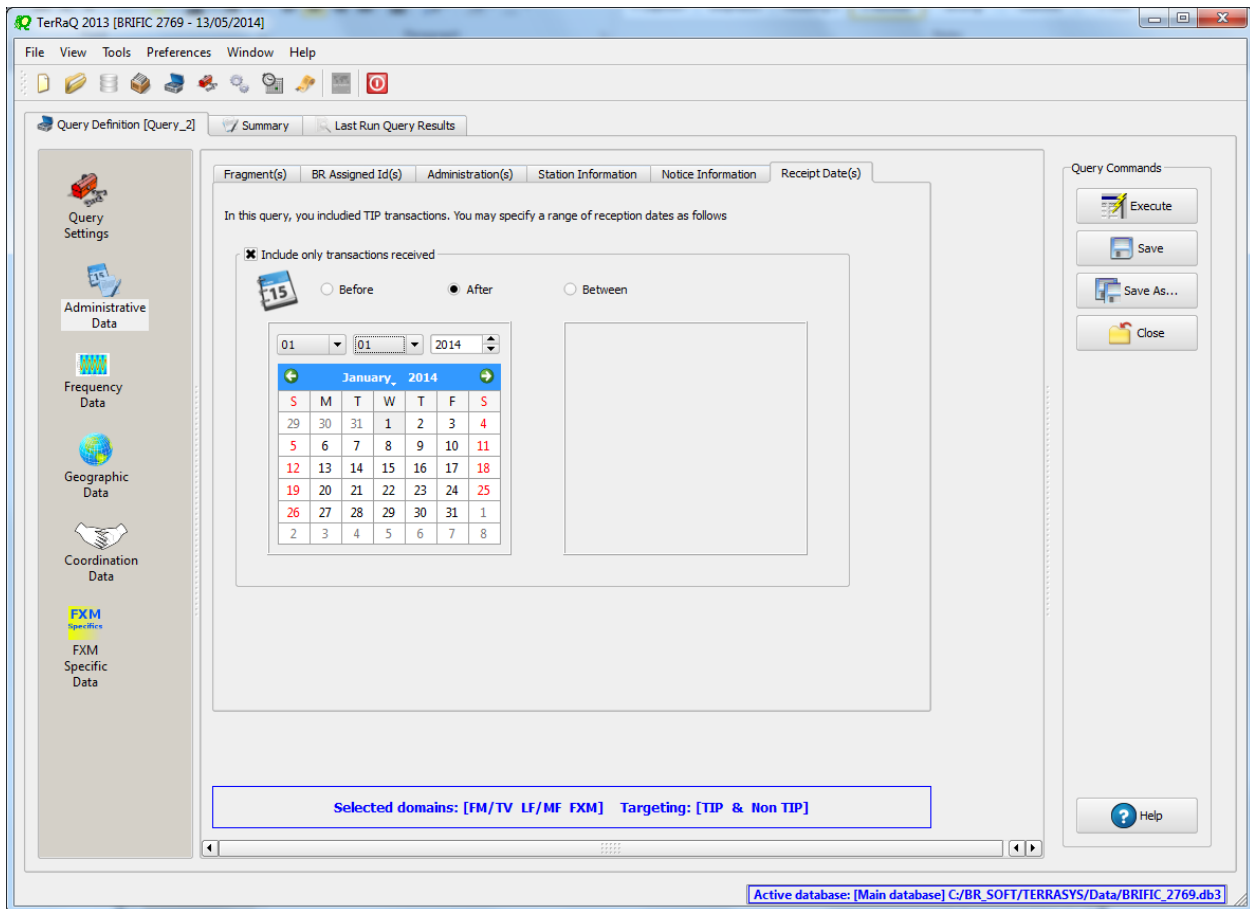 TerRaQ 2013 [BRIFIC 2769 - 13/05/2014]
File View Tools Preferences Window Help
Query Definition [Query_2] Summary Last Run Query Results
Query Settings
Administrative Data
Frequency Data
Geographic Data
Coordination Data
FXM Specifics
FXM Specific Data
Fragment(s) BR Assigned Id(s) Administration(s) Station Information Notice Information Receipt Date(s)
In this query, you includied TIP transactions. You may specify a range of reception dates as follows
Include only transactions received
15 Before After Between
01 01 2014
January 2014
S M T W T F S
29 30 31 1 2 3 4
5 6 7 8 9 10 11
12 13 14 15 16 17 18
19 20 21 22 23 24 25
26 27 28 29 30 31 1
2 3 4 5 6 7 8
Selected domains: [FM/TV LF/MF FXM] Targeting: [TIP & Non TIP]
Query Commands
Execute
Save
Save As...
Close
Help
Active database: [Main database] C:/BR_SOFT/TERRASYS/Data/BRIFIC_2769.db3